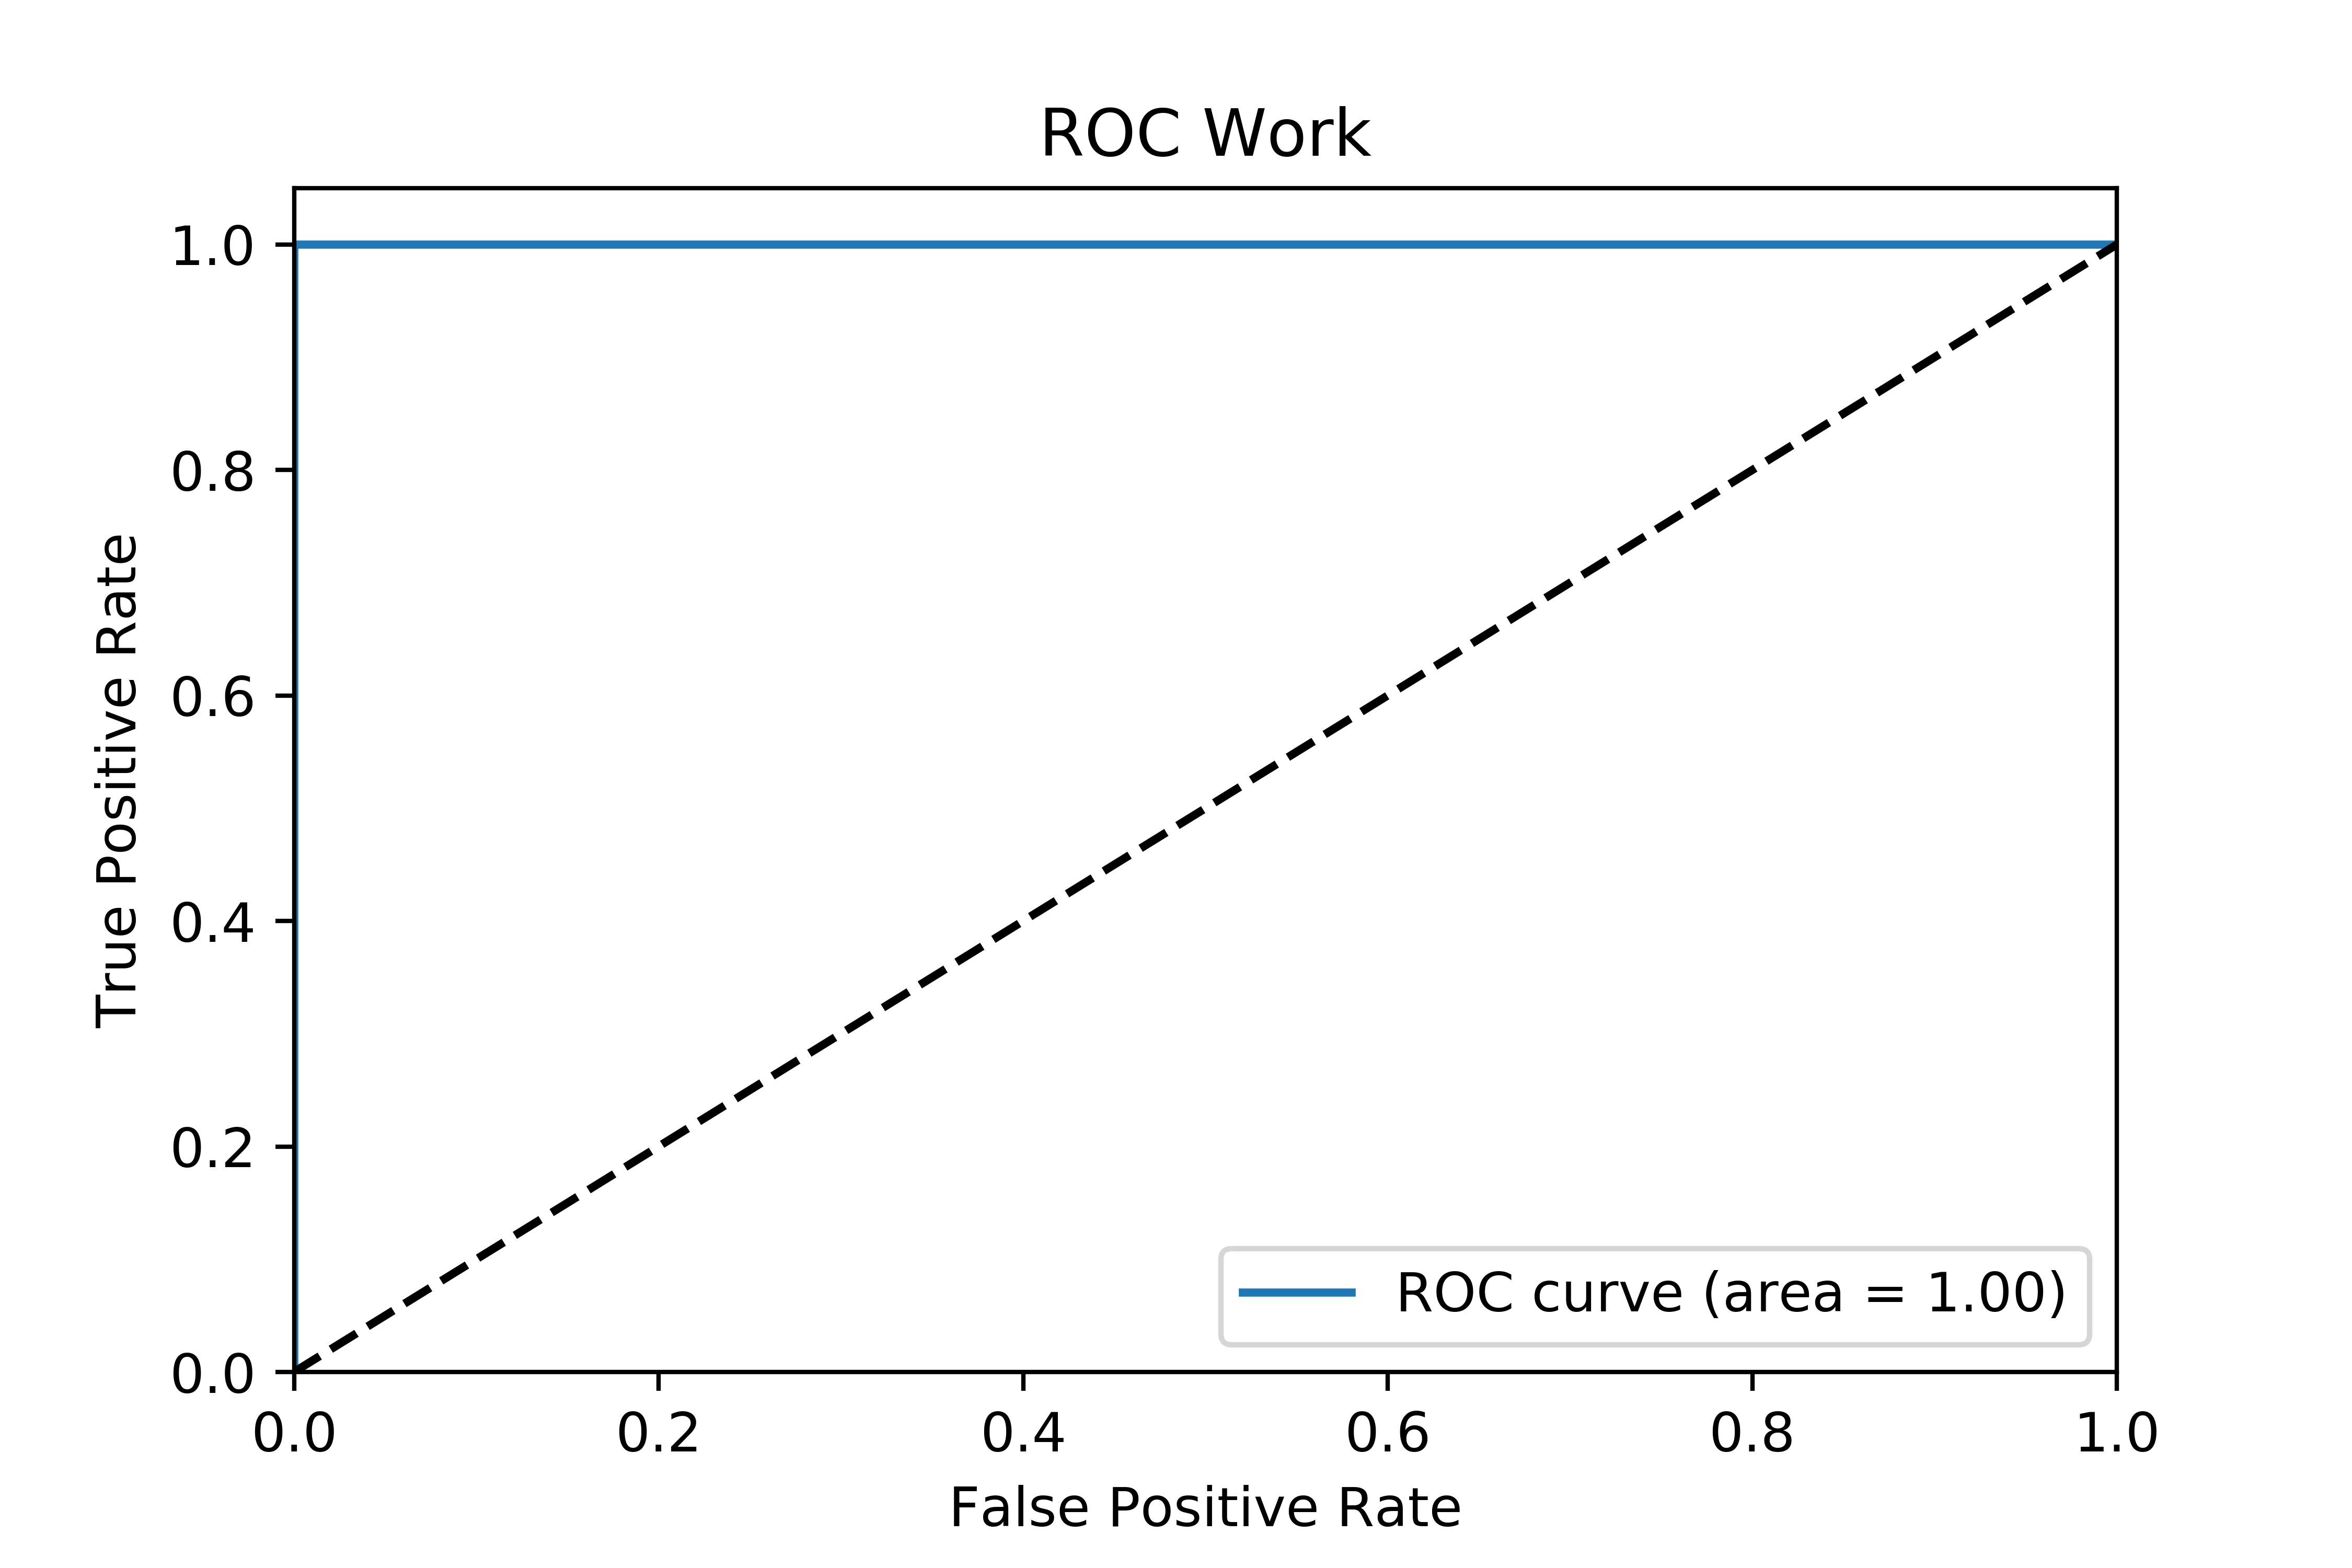 ROC Work
True Positive Rate
1.0
0.8
0.6
0.4
0.2
0.0
ROC curve (area = 1.00)
0.0 0.2 0.4 0.6 0.8 1.0
False Positive Rate